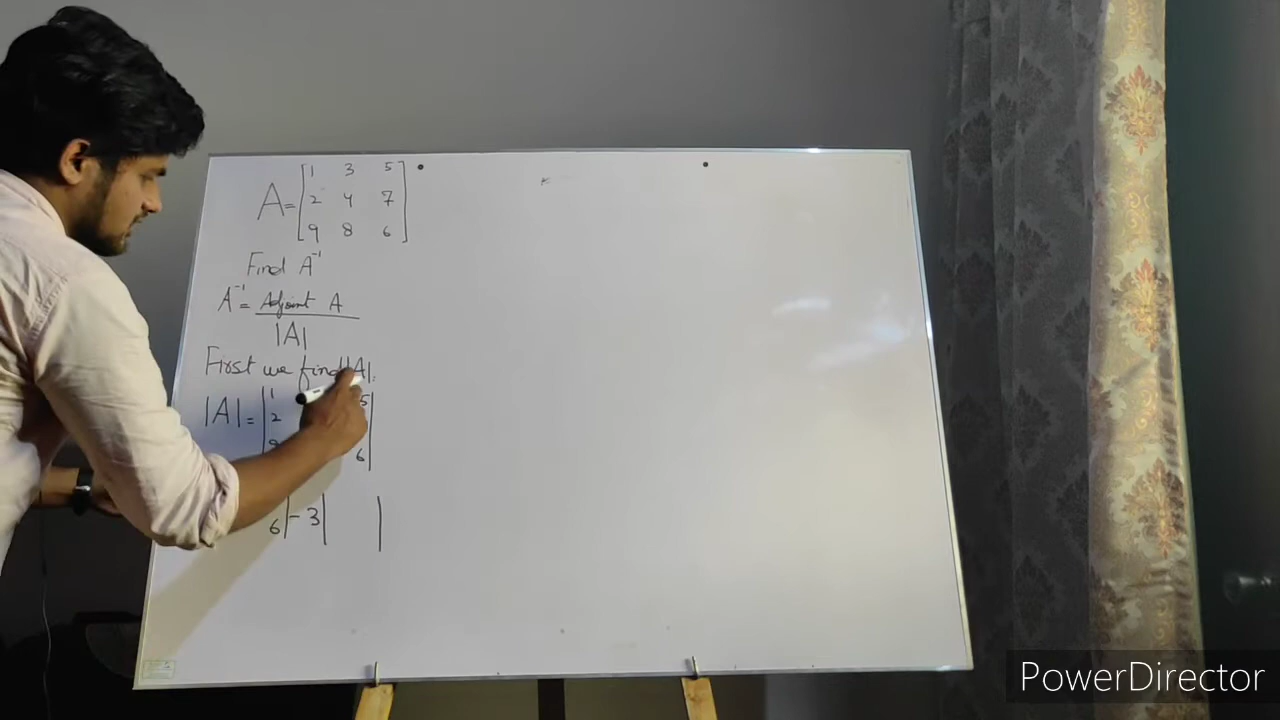 A = [ 1 3 5
2 4 7
9 8 6 ]
Find A⁻¹
A⁻¹ = Adjoint A
|A|
First we find |A|.
|A| = | 1 5
2
9 6 |
6 | - 3 | |
PowerDirector